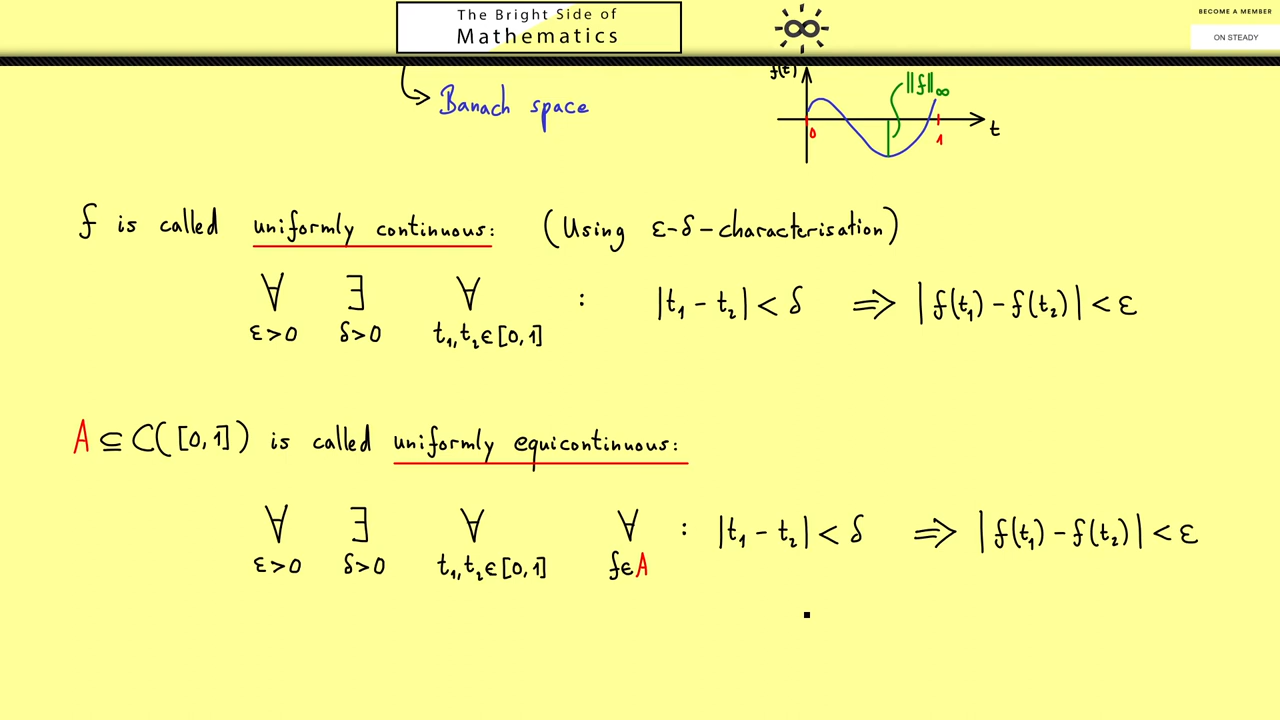 The Bright Side of
Mathematics
BECOME A MEMBER
ON STEADY
f(t)
||f||∞
Banach space
0
1
t
f is called uniformly continuous: (Using ε-δ-characterisation)
∀ ∃ ∀ : |t₁ - t₂| < δ ⟹ |f(t₁) - f(t₂)| < ε
ε>0 δ>0 t₁,t₂∈[0,1]
A ⊆ C([0,1]) is called uniformly equicontinuous:
∀ ∃ ∀ ∀ : |t₁ - t₂| < δ ⟹ |f(t₁) - f(t₂)| < ε
ε>0 δ>0 t₁,t₂∈[0,1] f∈A